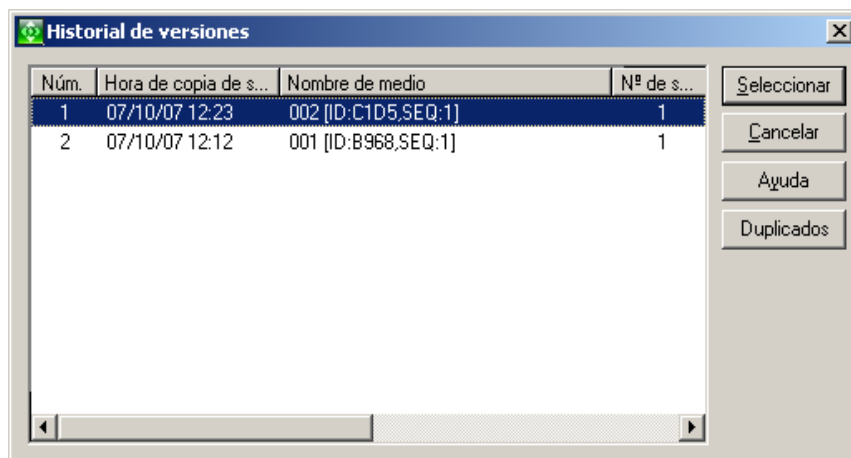 Historial de versiones
Núm. Hora de copia de s... Nombre de medio Nº de s...
1 07/10/07 12:23 002 [ID:C1D5,SEQ:1] 1
2 07/10/07 12:12 001 [ID:B968,SEQ:1] 1
Seleccionar
Cancelar
Ayuda
Duplicados